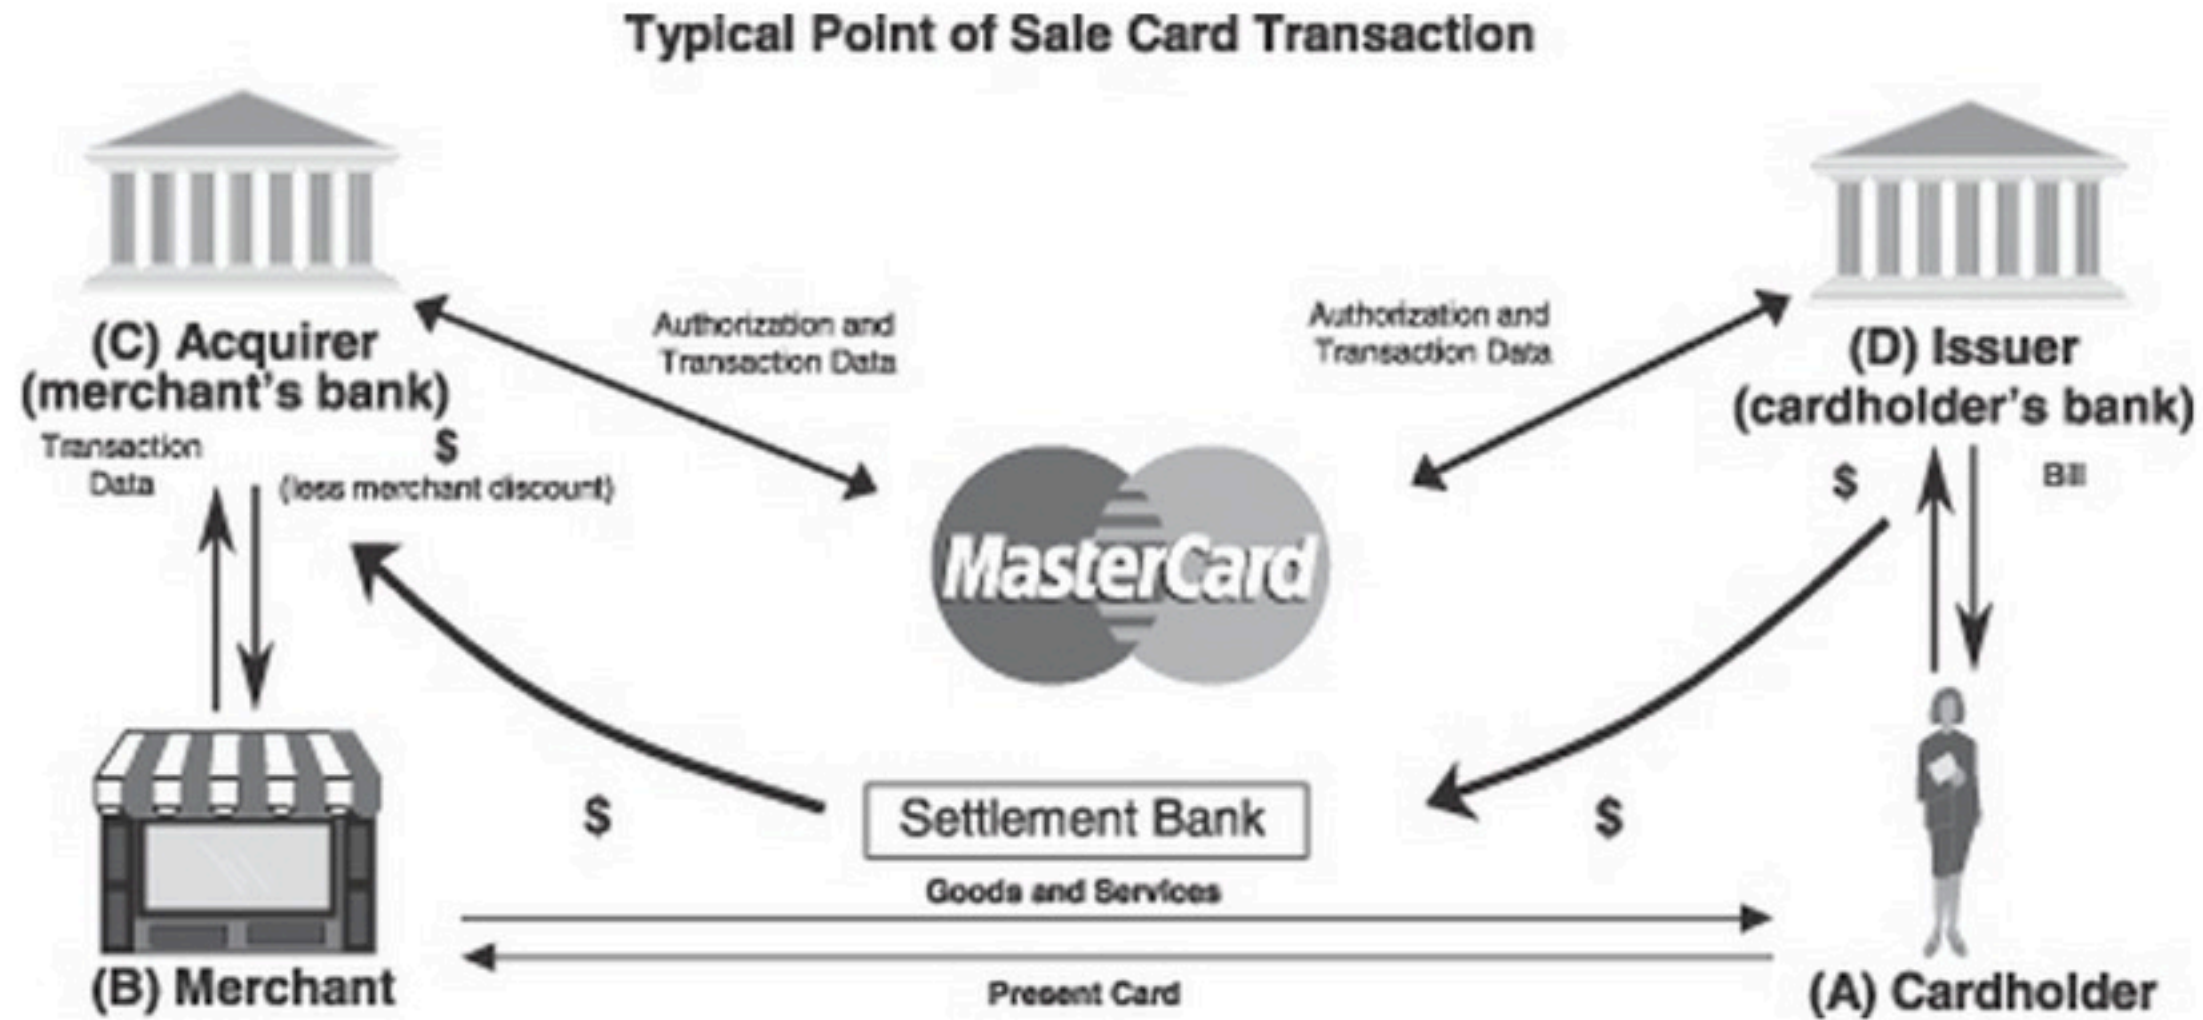 Typical Point of Sale Card Transaction
(C) Acquirer
(merchant's bank)
Transaction
Data
$
(less merchant discount)
Authorization and
Transaction Data
Authorization and
Transaction Data
(D) Issuer
(cardholder's bank)
$
Bill
MasterCard
$
Settlement Bank
$
Goods and Services
Present Card
(B) Merchant
(A) Cardholder